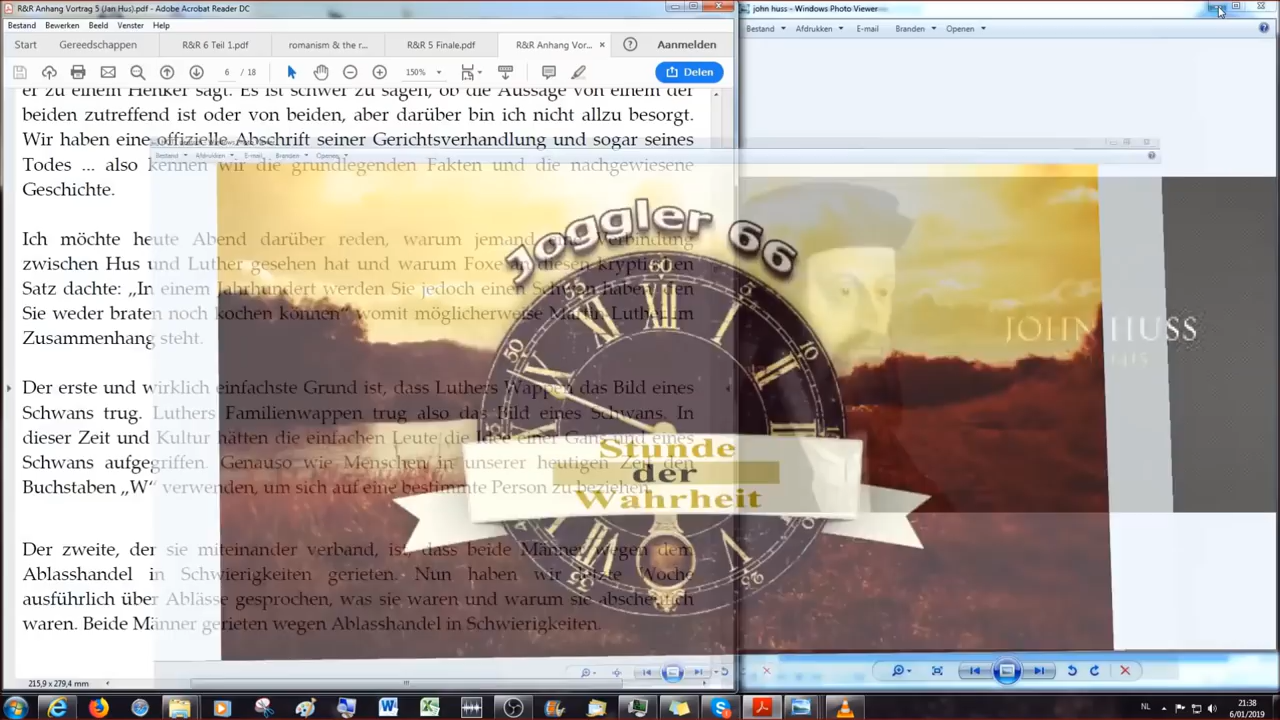 R&R Anhang Vortrag 5 (Jan Hus).pdf - Adobe Acrobat Reader DC
Bestand Bewerken Beeld Venster Help
Start Gereedschappen R&R 6 Teil 1.pdf romanism & the r... R&R 5 Finale.pdf R&R Anhang Vor... × Aanmelden
6 / 18 150% Delen
er zu einem Henker sagt. Es ist schwer zu sagen, ob die Aussage von einem der
beiden zutreffend ist oder von beiden, aber darüber bin ich nicht allzu besorgt.
Wir haben eine offizielle Abschrift seiner Gerichtsverhandlung und sogar seines
Todes ... also kennen wir die grundlegenden Fakten und die nachgewiesene
Geschichte.
Ich möchte heute Abend darüber reden, warum jemand eine Verbindung
zwischen Hus und Luther gesehen hat und warum Foxe an diesen kryptischen
Satz dachte: „In einem Jahrhundert werden Sie jedoch einen Schwan haben, den
Sie weder braten noch kochen können“ womit möglicherweise Martin Luther im
Zusammenhang steht.
Der erste und wirklich einfachste Grund ist, dass Luthers Wappen das Bild eines
Schwans trug. Luthers Familienwappen trug also das Bild eines Schwans. In
dieser Zeit und Kultur hätten die einfachen Leute die Idee einer Gans und eines
Schwans aufgegriffen. Genauso wie Menschen in unserer heutigen Zeit den
Buchstaben „W“ verwenden, um sich auf eine bestimmte Person zu beziehen.
Der zweite, der sie miteinander verband, ist, dass beide Männer wegen dem
Ablasshandel in Schwierigkeiten gerieten. Nun haben wir letzte Woche
ausführlich über Ablässe gesprochen, was sie waren und warum sie abscheulich
waren. Beide Männer gerieten wegen Ablasshandel in Schwierigkeiten.
215,9 x 279,4 mm
john huss - Windows Photo Viewer
Bestand Afdrukken E-mail Branden Openen
Bestand Afdrukken E-mail Branden Openen
Joggler 66
60
10
50
Stunde
der
Wahrheit
JOHN HUSS
1415
NL
21:38
6/01/2019